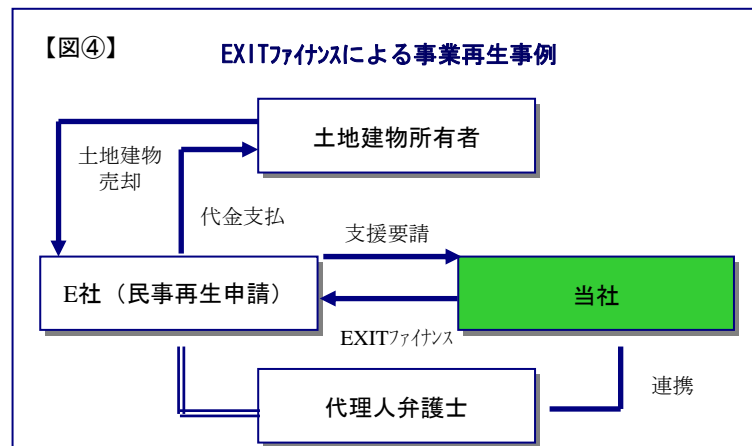 【図④】
EXITファイナンスによる事業再生事例
土地建物所有者
土地建物
売却
代金支払
支援要請
E社（民事再生申請）
当社
EXITファイナンス
代理人弁護士
連携